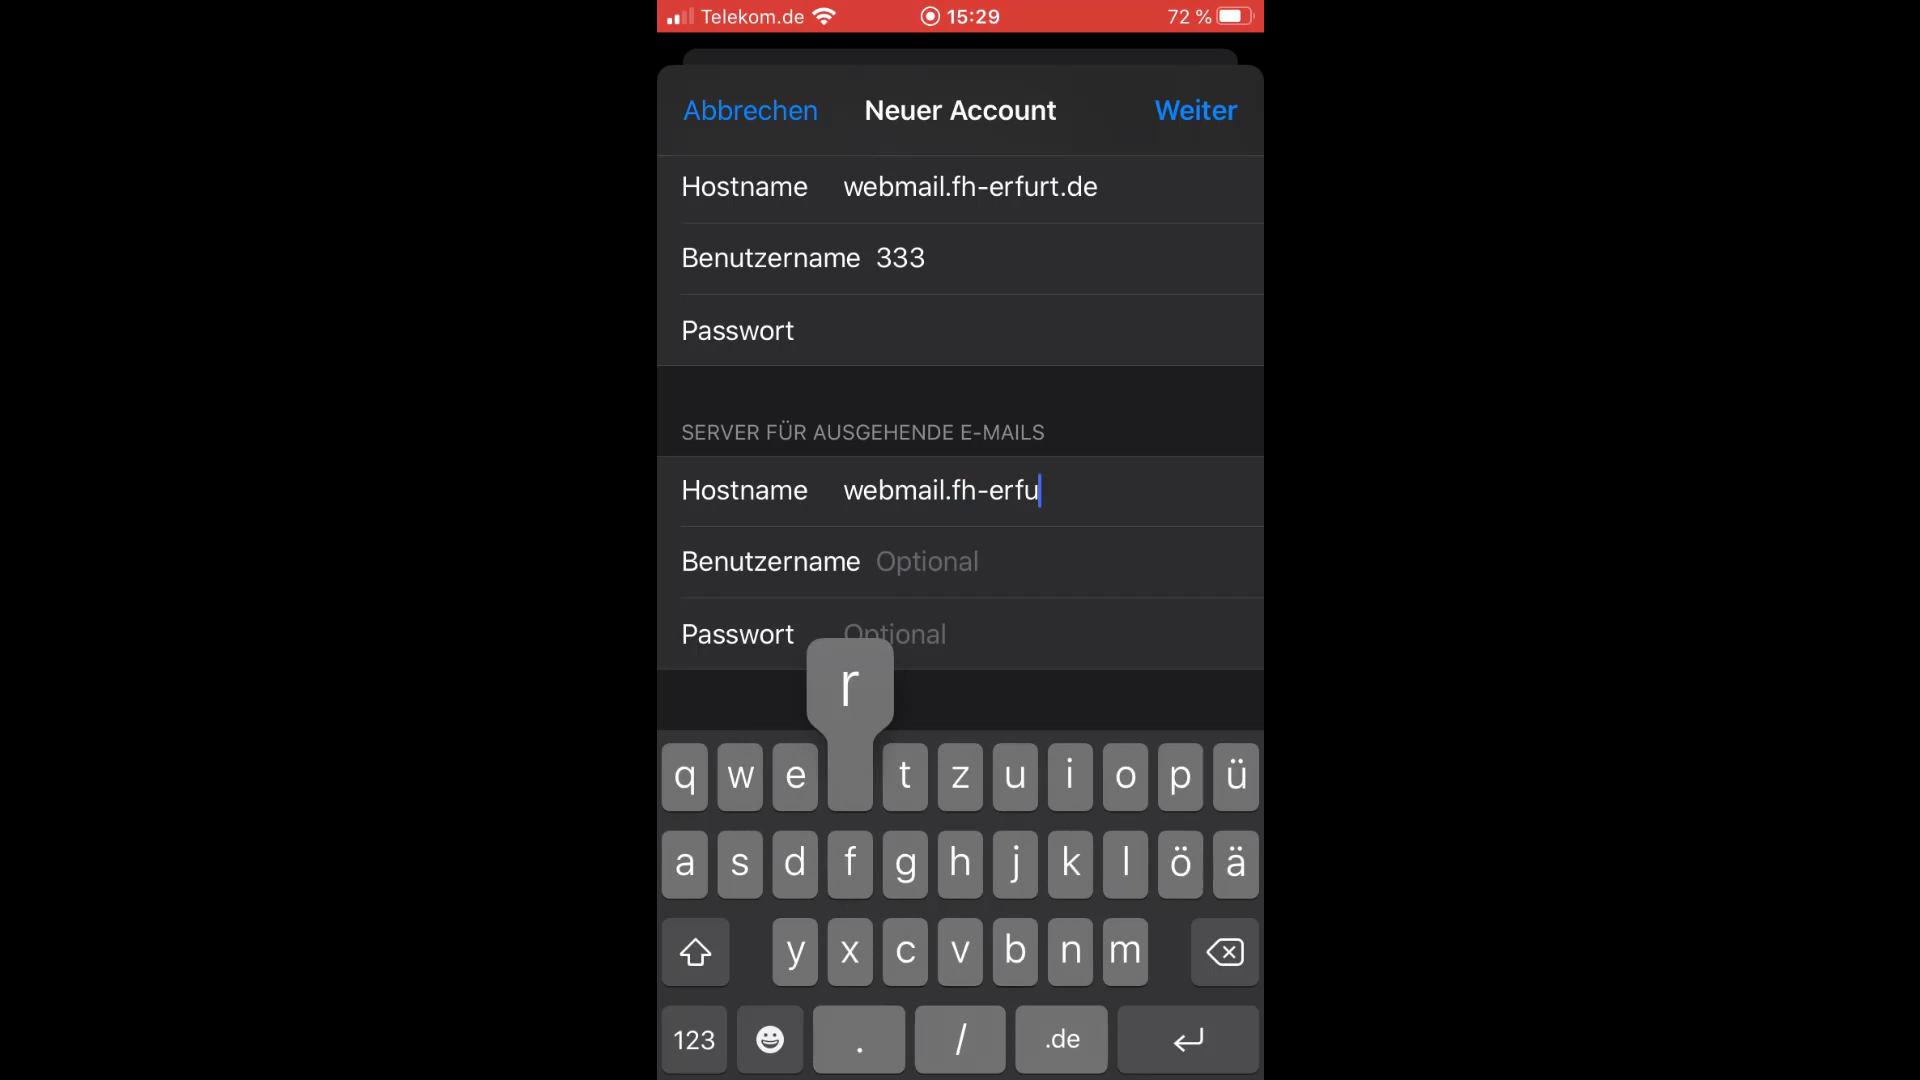 Telekom.de 15:29 72 %
Abbrechen Neuer Account Weiter
Hostname webmail.fh-erfurt.de
Benutzername 333
Passwort
SERVER FÜR AUSGEHENDE E-MAILS
Hostname webmail.fh-erfu
Benutzername Optional
Passwort Optional
r
q w e t z u i o p ü
a s d f g h j k l ö ä
y x c v b n m
123 . / .de